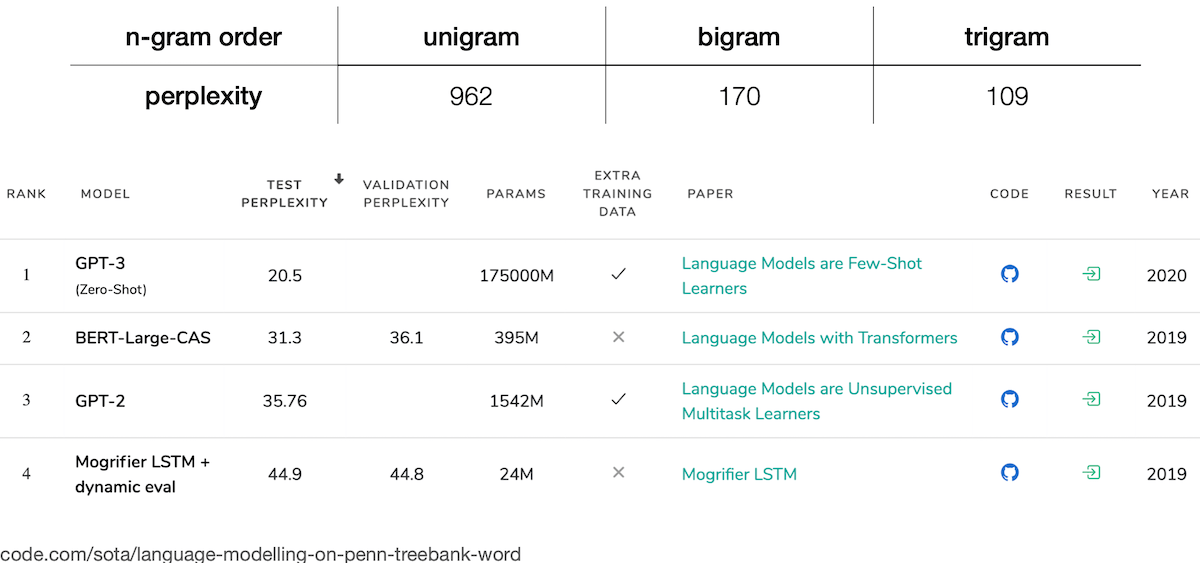 n-gram order unigram bigram trigram
perplexity 962 170 109
RANK MODEL TEST PERPLEXITY VALIDATION PERPLEXITY PARAMS EXTRA TRAINING DATA PAPER CODE RESULT YEAR
1 GPT-3 20.5 175000M ✓ Language Models are Few-Shot 2020
(Zero-Shot) Learners
2 BERT-Large-CAS 31.3 36.1 395M × Language Models with Transformers 2019
3 GPT-2 35.76 1542M ✓ Language Models are Unsupervised 2019
Multitask Learners
4 Mogrifier LSTM + 44.9 44.8 24M × Mogrifier LSTM 2019
dynamic eval
code.com/sota/language-modelling-on-penn-treebank-word